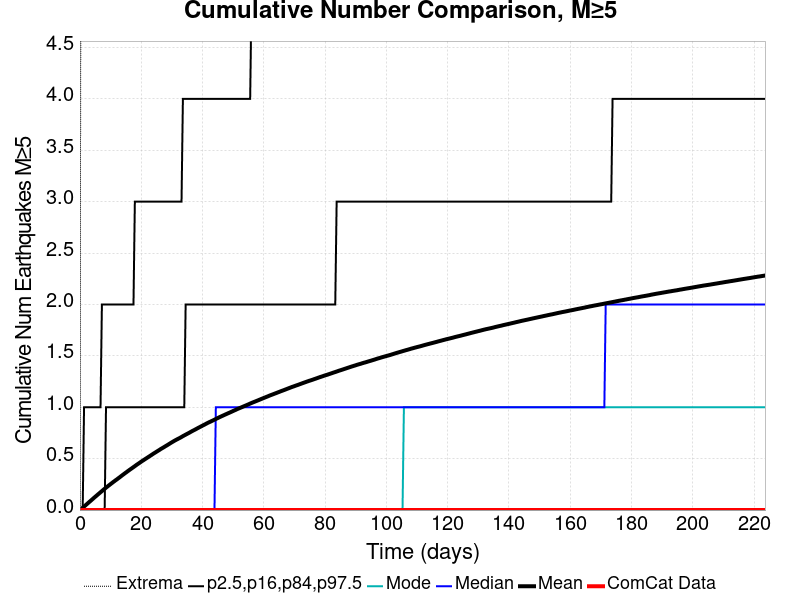 Cumulative Number Comparison, M≥5
Cumulative Num Earthquakes M≥5
4.5
4.0
3.5
3.0
2.5
2.0
1.5
1.0
0.5
0.0
0 20 40 60 80 100 120 140 160 180 200 220
Time (days)
Extrema p2.5,p16,p84,p97.5 Mode Median Mean ComCat Data